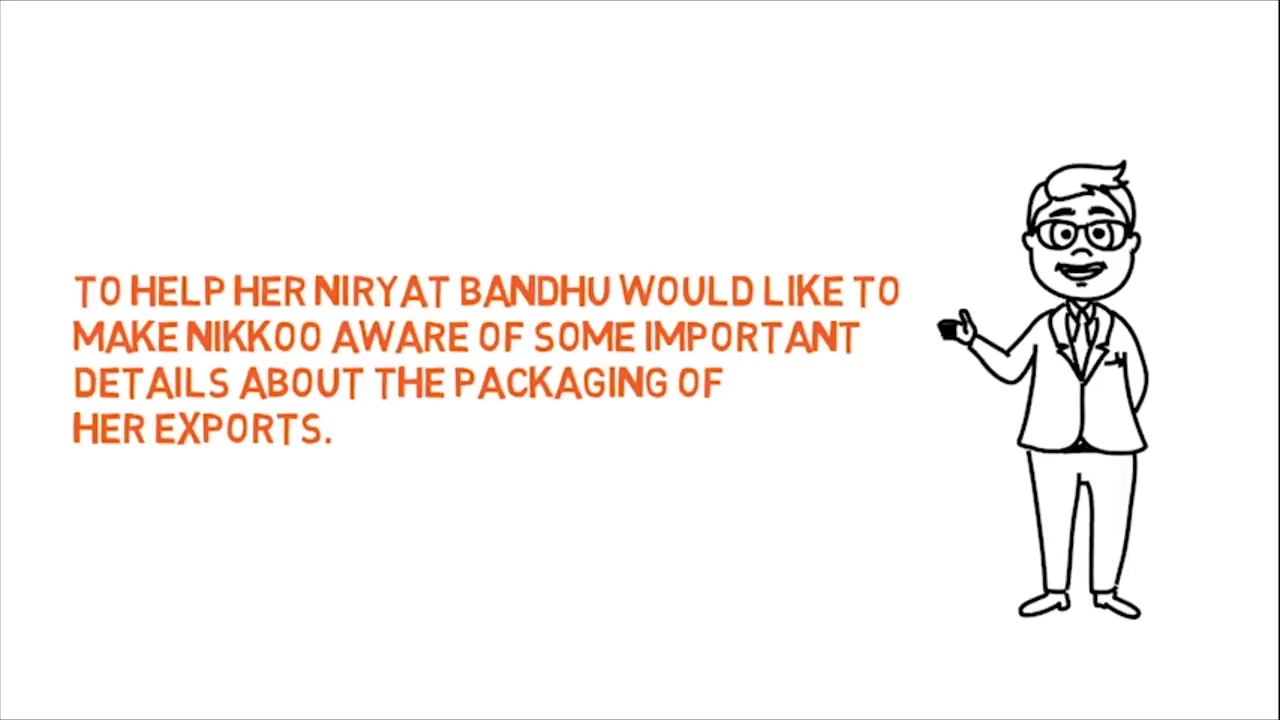 TO HELP HER NIRYAT BANDHU WOULD LIKE TO
MAKE NIKKOO AWARE OF SOME IMPORTANT
DETAILS ABOUT THE PACKAGING OF
HER EXPORTS.